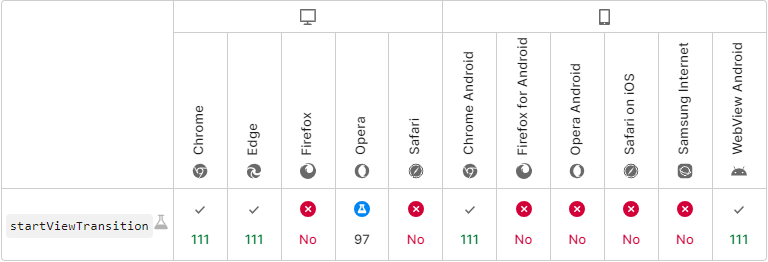 Chrome
Edge
Firefox
Opera
Safari
Chrome Android
Firefox for Android
Opera Android
Safari on iOS
Samsung Internet
WebView Android
startViewTransition
111 111 No 97 No 111 No No No No 111